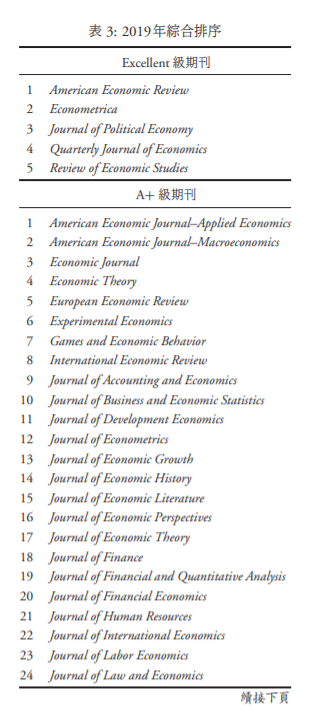 表 3: 2019年綜合排序
Excellent 級期刊
1 American Economic Review
2 Econometrica
3 Journal of Political Economy
4 Quarterly Journal of Economics
5 Review of Economic Studies
A+ 級期刊
1 American Economic Journal–Applied Economics
2 American Economic Journal–Macroeconomics
3 Economic Journal
4 Economic Theory
5 European Economic Review
6 Experimental Economics
7 Games and Economic Behavior
8 International Economic Review
9 Journal of Accounting and Economics
10 Journal of Business and Economic Statistics
11 Journal of Development Economics
12 Journal of Econometrics
13 Journal of Economic Growth
14 Journal of Economic History
15 Journal of Economic Literature
16 Journal of Economic Perspectives
17 Journal of Economic Theory
18 Journal of Finance
19 Journal of Financial and Quantitative Analysis
20 Journal of Financial Economics
21 Journal of Human Resources
22 Journal of International Economics
23 Journal of Labor Economics
24 Journal of Law and Economics
續接下頁